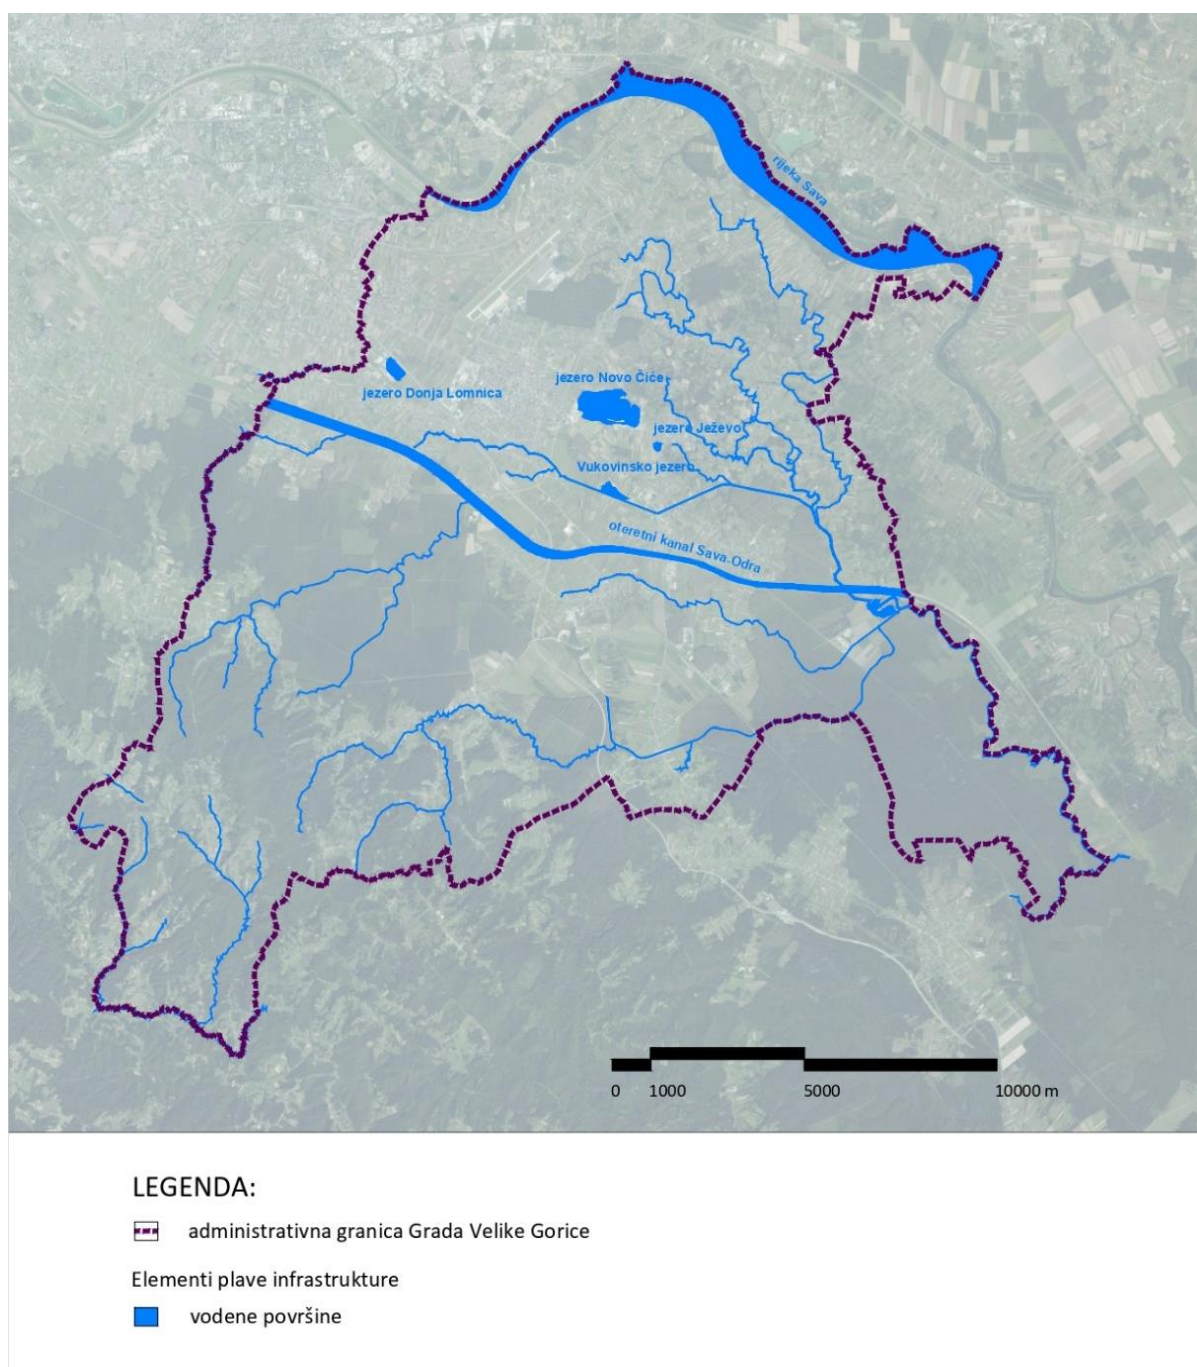 rijeka Sava
jezero Donja Lomnica
jezero Novo Čiće
jezero Ježevo
Vukovinsko jezero
oteretni kanal Sava-Odra
0 1000 5000 10000 m
LEGENDA:
administrativna granica Grada Velike Gorice
Elementi plave infrastrukture
vodene površine